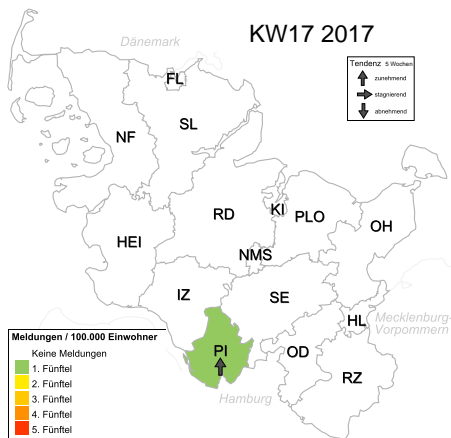 KW17 2017
Dänemark
Tendenz 5 Wochen
zunehmend
stagnierend
abnehmend
FL
SL
NF
RD
KI
PLO
OH
HEI
NMS
IZ
SE
HL
Mecklenburg-
Vorpommern
PI
OD
RZ
Hamburg
Meldungen / 100.000 Einwohner
Keine Meldungen
1. Fünftel
2. Fünftel
3. Fünftel
4. Fünftel
5. Fünftel